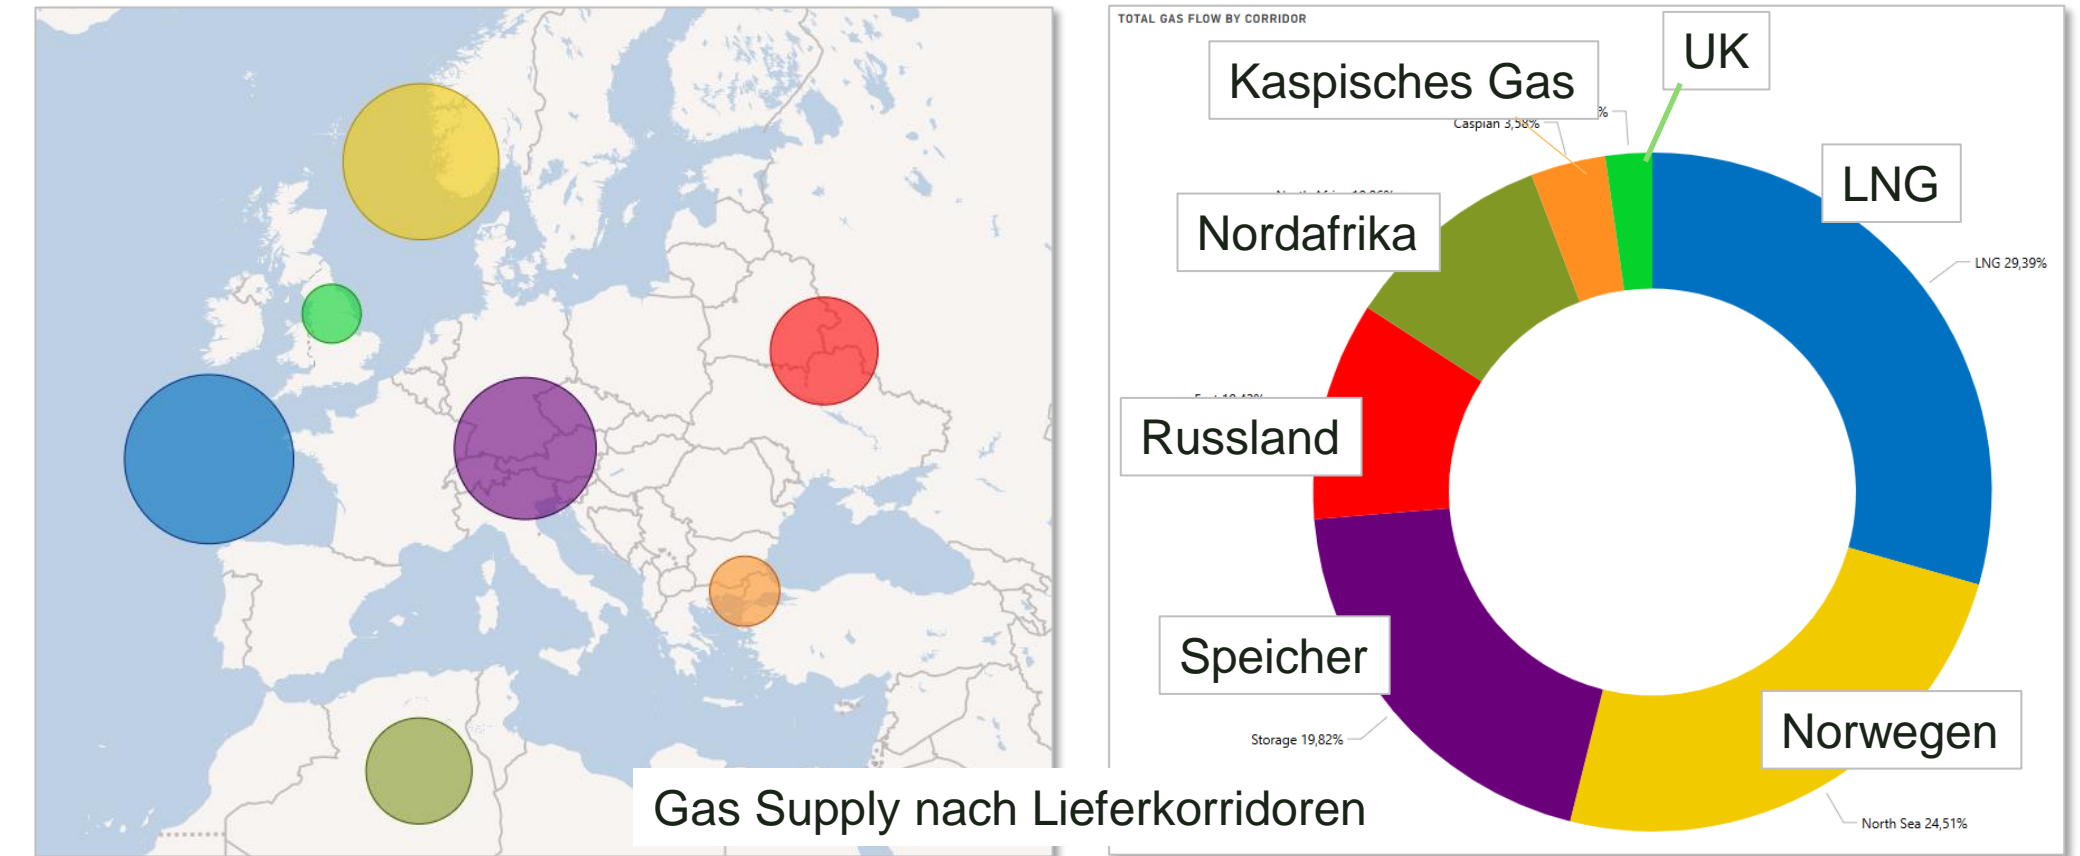 TOTAL GAS FLOW BY CORRIDOR
UK
Kaspisches Gas
%
Caspian 3,58%
LNG
Nordafrika
LNG 29,39%
Russland
Speicher
Storage 19,82%
Norwegen
Gas Supply nach Lieferkorridoren
North Sea 24,51%